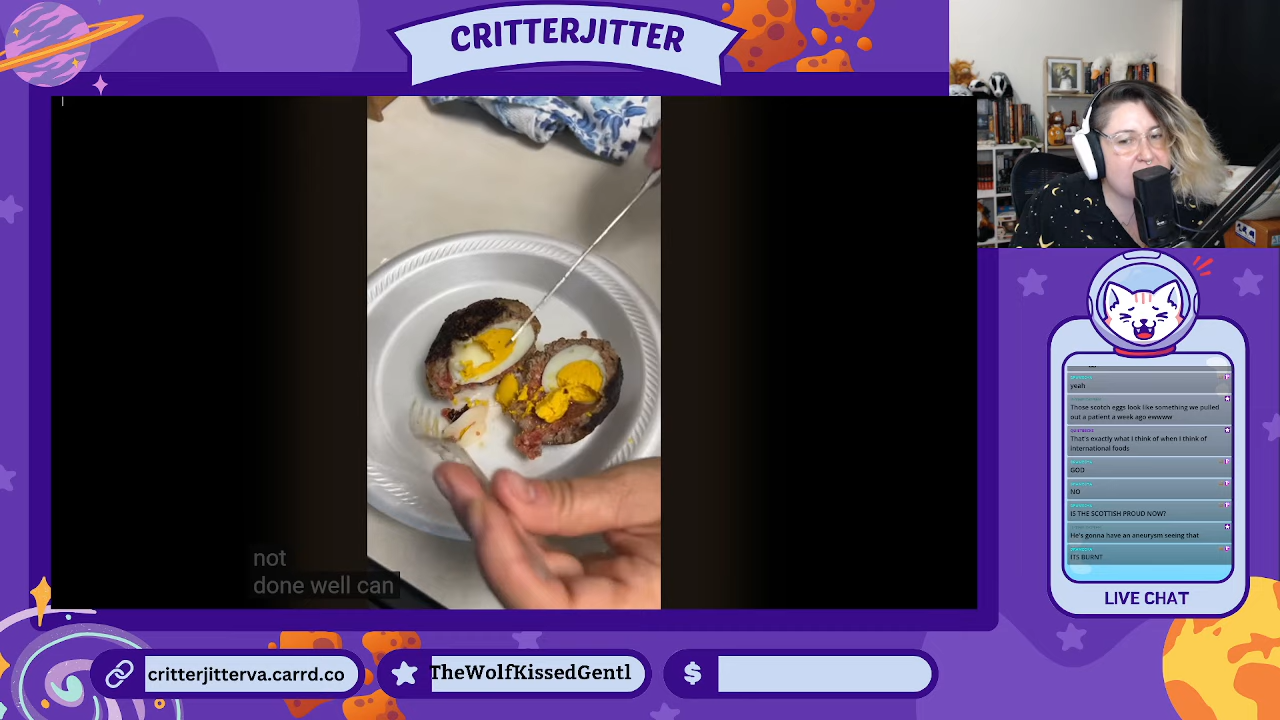 CRITTERJITTER
yeah
Those scotch eggs look like something we pulled
out a patient a week ago ewwww
That's exactly what I think of when I think of
international foods
GOD
NO
IS THE SCOTTISH PROUD NOW?
He's gonna have an aneurysm seeing that
ITS BURNT
LIVE CHAT
not
done well can
critterjitterva.carrd.co
TheWolfKissedGentl
$